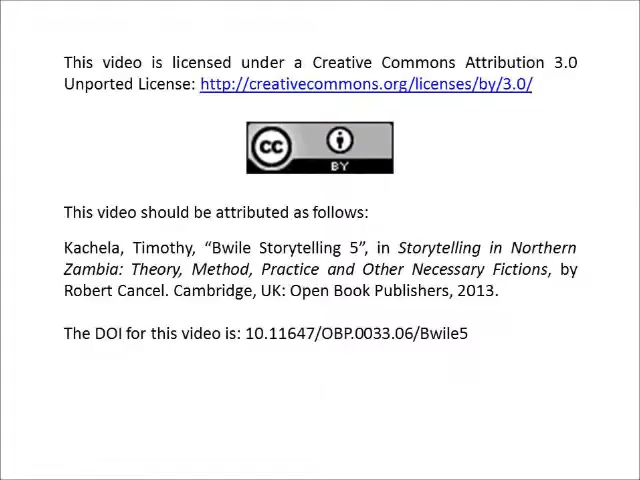 This video is licensed under a Creative Commons Attribution 3.0
Unported License: http://creativecommons.org/licenses/by/3.0/
cc
BY
This video should be attributed as follows:
Kachela, Timothy, “Bwile Storytelling 5”, in Storytelling in Northern
Zambia: Theory, Method, Practice and Other Necessary Fictions, by
Robert Cancel. Cambridge, UK: Open Book Publishers, 2013.
The DOI for this video is: 10.11647/OBP.0033.06/Bwile5